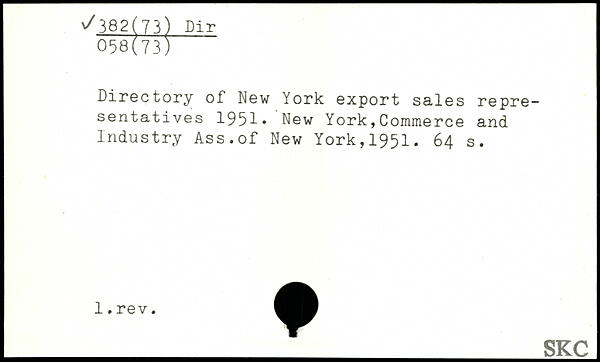 ✓382(73) Dir
058(73)
Directory of New York export sales repre-
sentatives 1951. New York,Commerce and
Industry Ass.of New York,1951. 64 s.
1.rev.
SKC